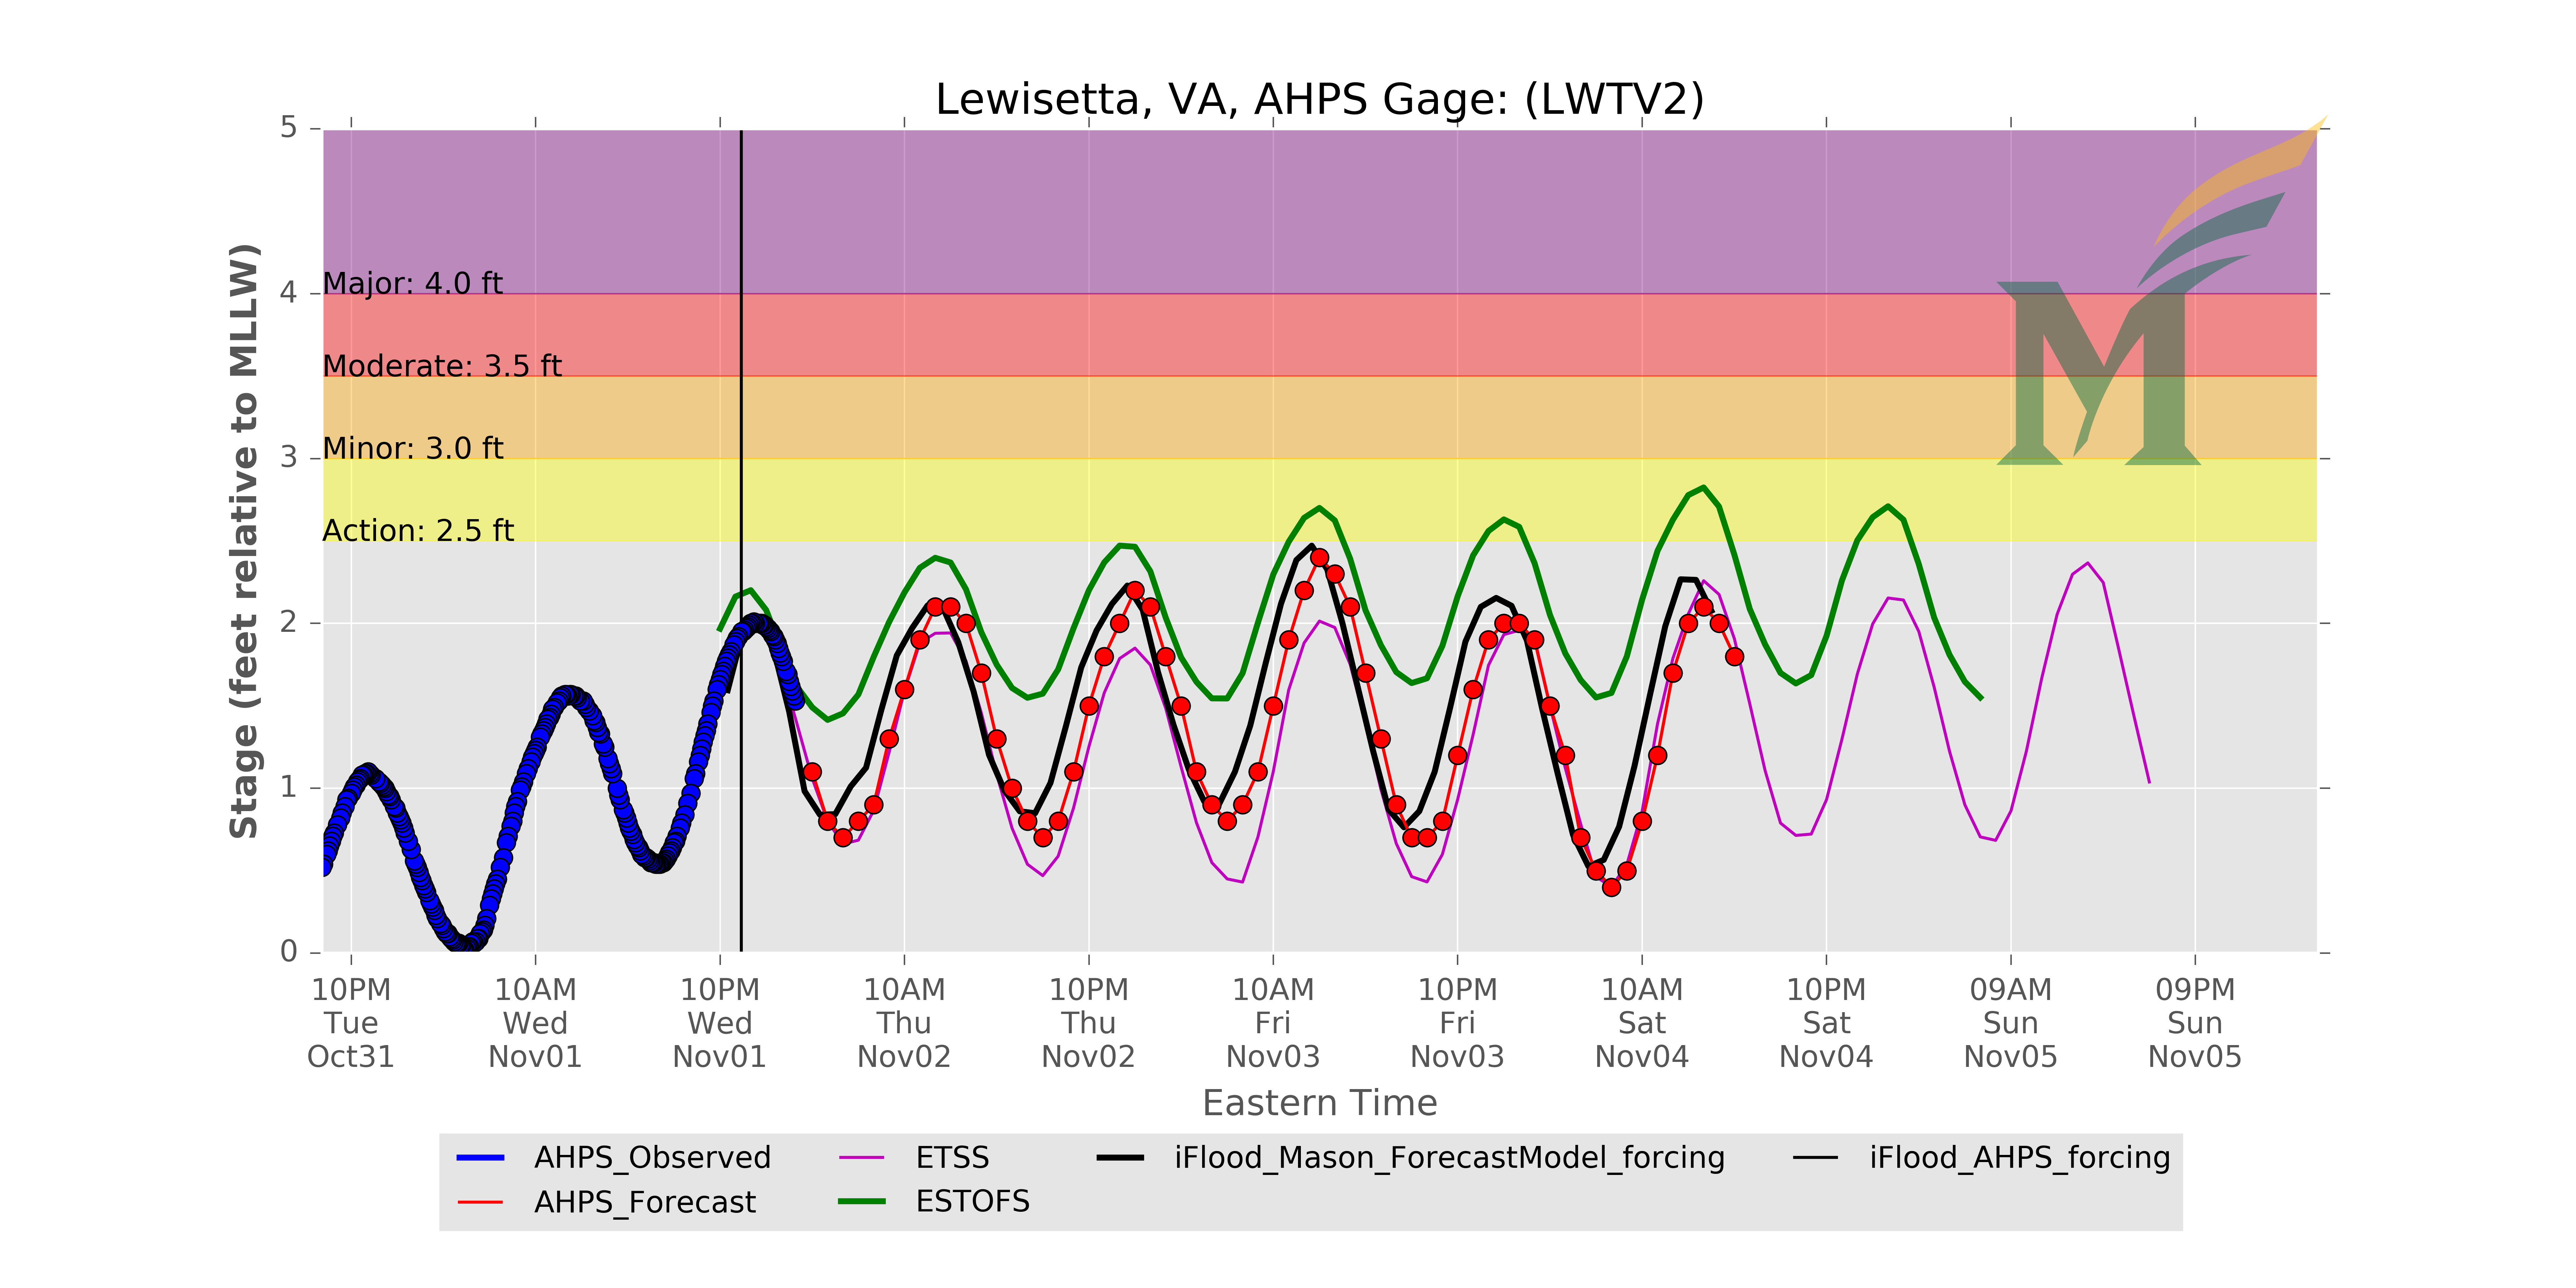 Lewisetta, VA, AHPS Gage: (LWTV2)
Stage (feet relative to MLLW)
5
4
3
2
1
0
Major: 4.0 ft
Moderate: 3.5 ft
Minor: 3.0 ft
Action: 2.5 ft
10PM Tue Oct31
10AM Wed Nov01
10PM Wed Nov01
10AM Thu Nov02
10PM Thu Nov02
10AM Fri Nov03
10PM Fri Nov03
10AM Sat Nov04
10PM Sat Nov04
09AM Sun Nov05
09PM Sun Nov05
Eastern Time
AHPS_Observed
AHPS_Forecast
ETSS
ESTOFS
iFlood_Mason_ForecastModel_forcing
iFlood_AHPS_forcing
M